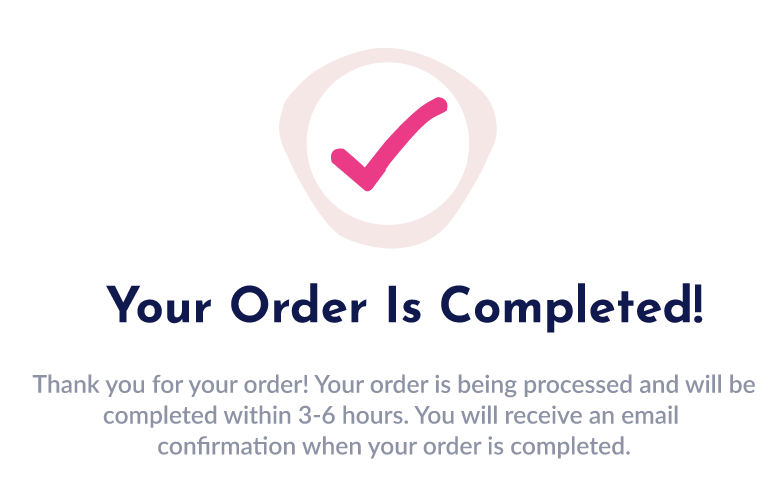 Your Order Is Completed!
Thank you for your order! Your order is being processed and will be
completed within 3-6 hours. You will receive an email
confirmation when your order is completed.